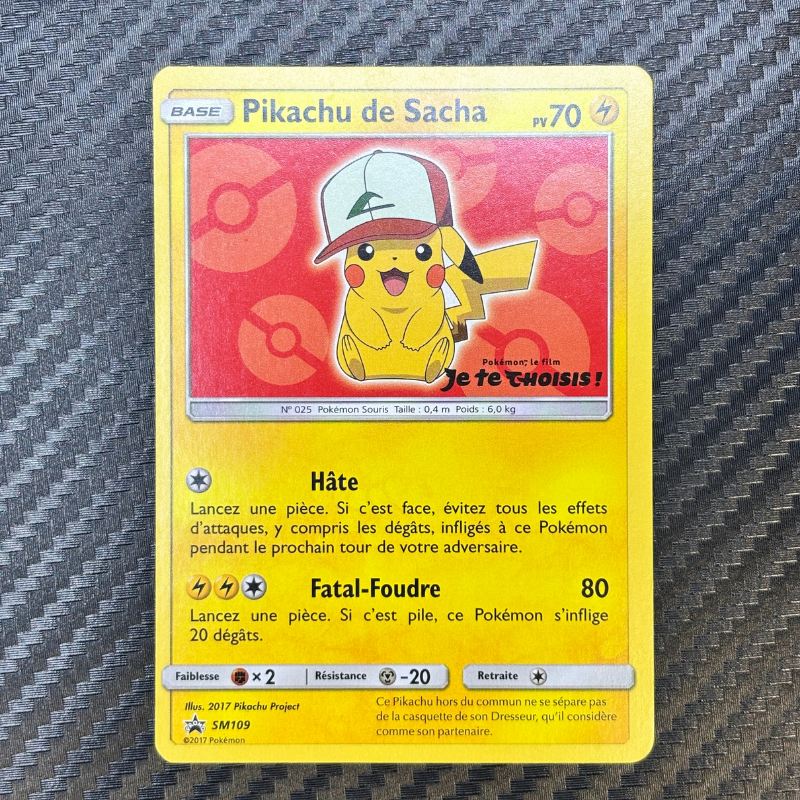 BASE Pikachu de Sacha PV 70
Pokémon, le film
Je te CHOISIS !
N° 025 Pokémon Souris Taille : 0,4 m Poids : 6,0 kg
Hâte
Lancez une pièce. Si c'est face, évitez tous les effets
d'attaques, y compris les dégâts, infligés à ce Pokémon
pendant le prochain tour de votre adversaire.
Fatal-Foudre 80
Lancez une pièce. Si c'est pile, ce Pokémon s'inflige
20 dégâts.
Faiblesse × 2 Résistance –20 Retraite
Illus. 2017 Pikachu Project
SM109
©2017 Pokémon
Ce Pikachu hors du commun ne se sépare pas
de la casquette de son Dresseur, qu'il considère
comme son partenaire.